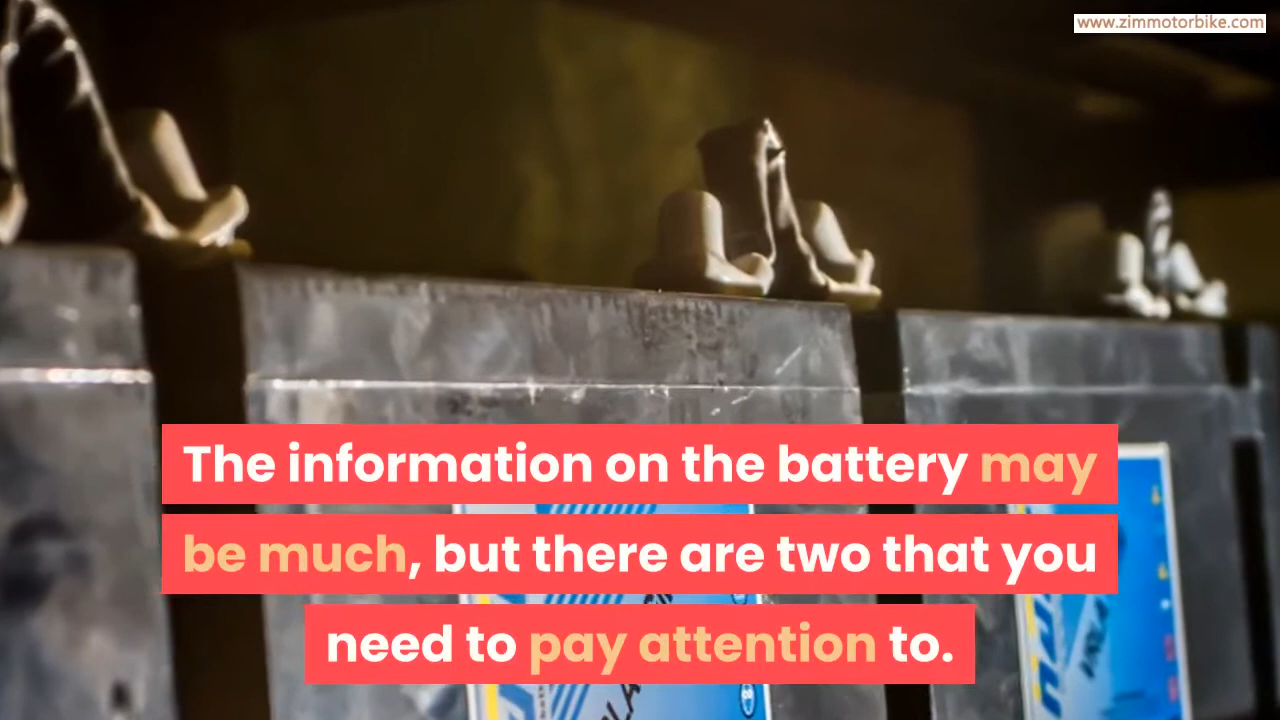 www.zimmotorbike.com
The information on the battery may
be much, but there are two that you
need to pay attention to.